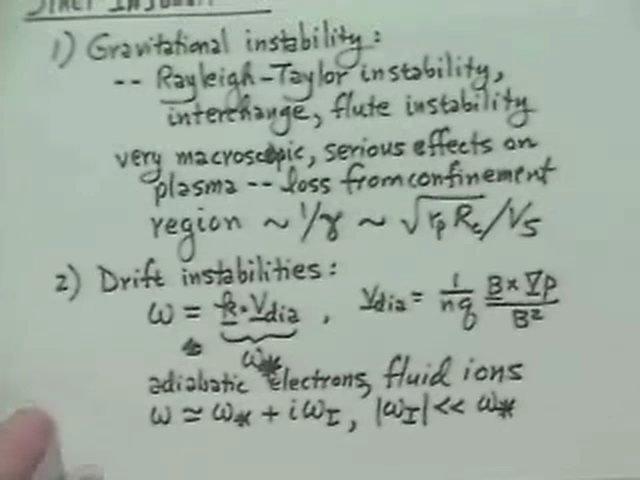 1) Gravitational instability:
-- Rayleigh-Taylor instability,
interchange, flute instability
very macroscopic, serious effects on
plasma -- loss from confinement
region ~ 1/γ ~ √(r_p R_c)/V_S
2) Drift instabilities:
ω = k·V_dia, V_dia = 1/nq B×∇p/B²
ω*
adiabatic electrons, fluid ions
ω ≃ ω* + iω_I, |ω_I| << ω*